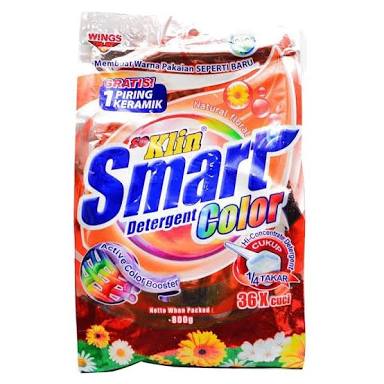 WINGS
Membuat Warna Pakaian SEPERTI BARU
GRATIS!
1 PIRING
KERAMIK
Natural floral
so Klin
Smart
Detergent Color
Hi-Concentrate Detergent
CUKUP
1/4 TAKAR
Active Color Booster
36 X cuci
Netto When Packed :
800g